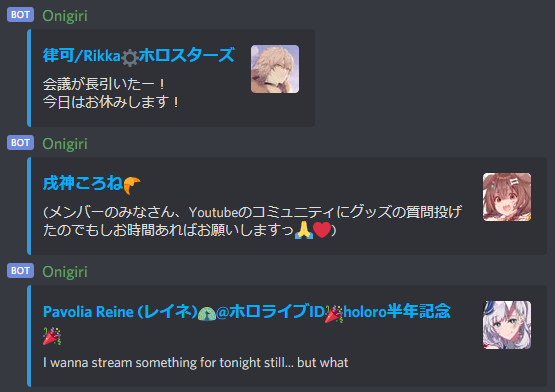 BOT Onigiri
律可/Rikka⚙ホロスターズ
会議が長引いたー！
今日はお休みします！
BOT Onigiri
戌神ころね🥐
(メンバーのみなさん、Youtubeのコミュニティにグッズの質問投げ
たのでもしお時間あればお願いしますっ🙏❤️)
BOT Onigiri
Pavolia Reine (レイネ)🦚@ホロライブID🎉holoro半年記念
🎉
I wanna stream something for tonight still... but what